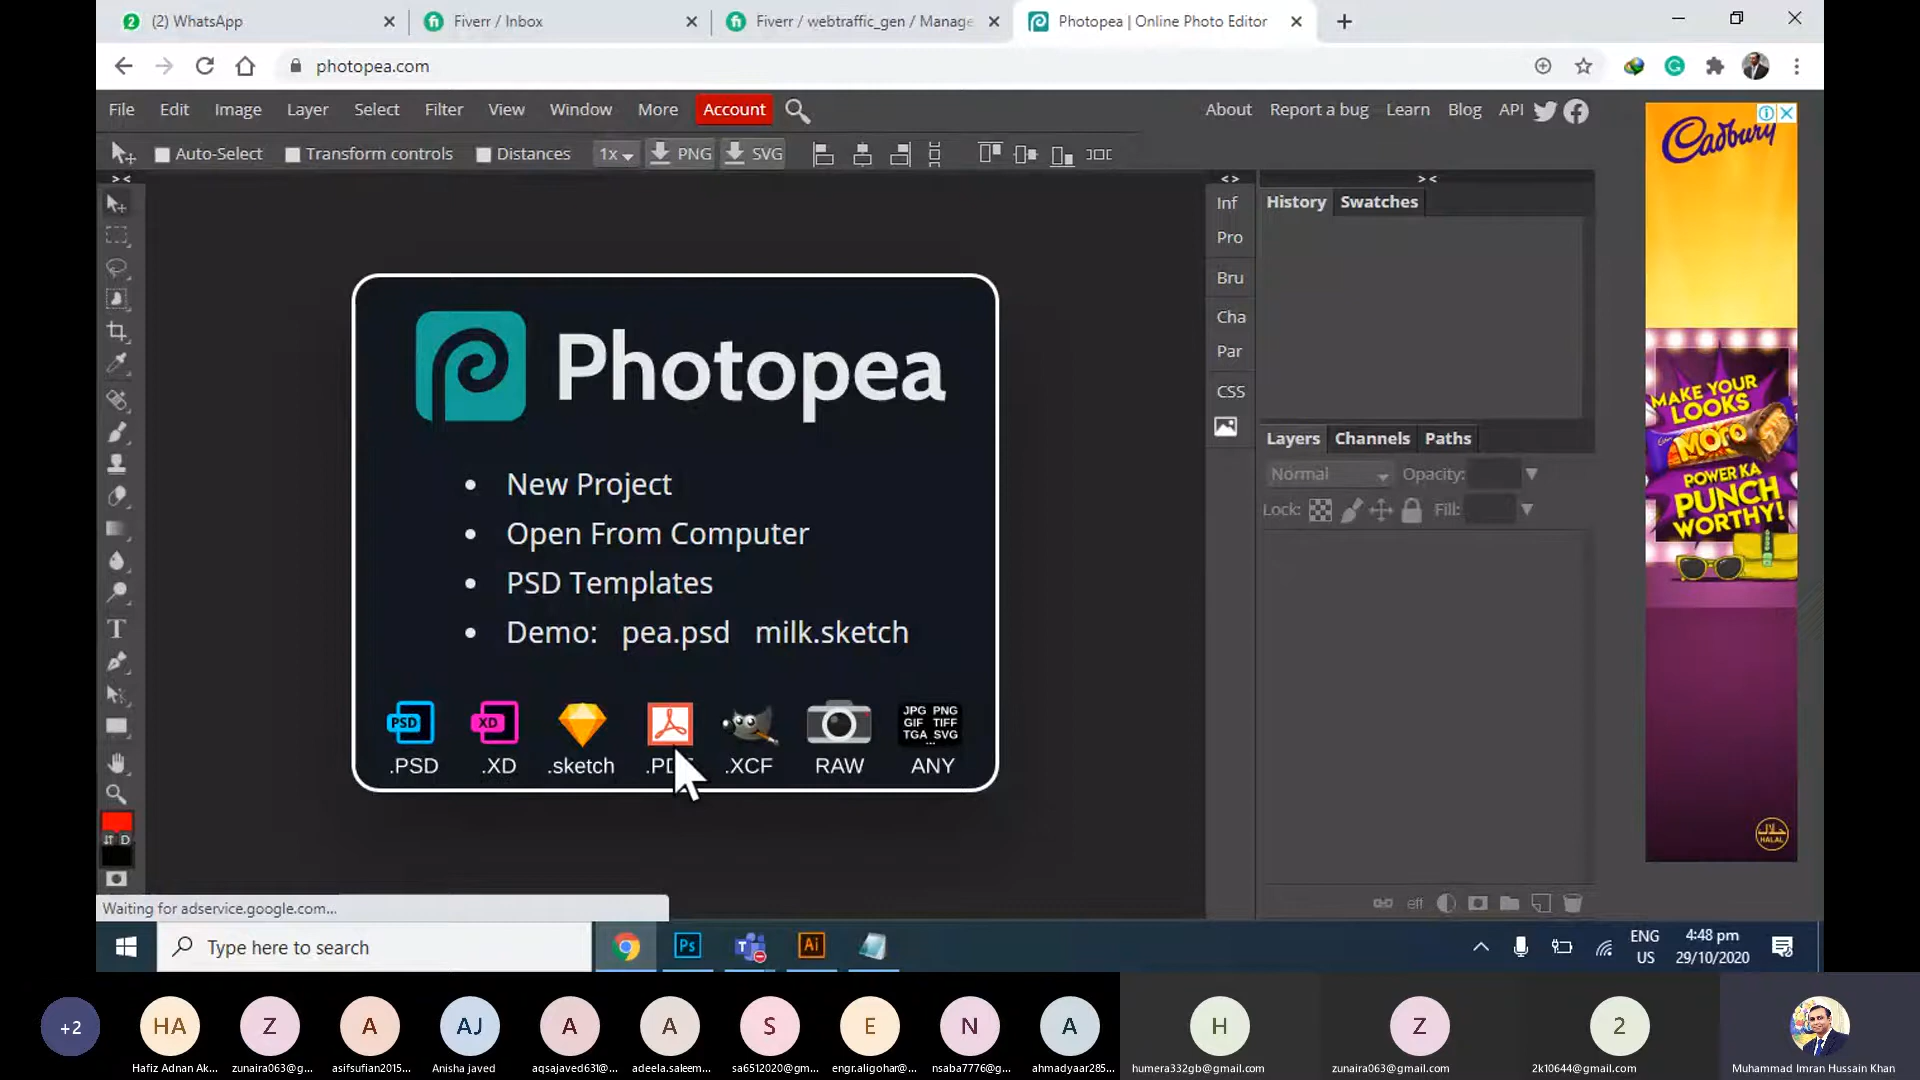 (2) WhatsApp
Fiverr / Inbox
Fiverr / webtraffic_gen / Manage
Photopea | Online Photo Editor
photopea.com
File Edit Image Layer Select Filter View Window More Account
About Report a bug Learn Blog API
Auto-Select Transform controls Distances 1x PNG SVG
> <
< >
> <
Inf
Pro
Bru
Cha
Par
CSS
History Swatches
Layers Channels Paths
Normal Opacity:
Lock: Fill:
eff
Photopea
• New Project
• Open From Computer
• PSD Templates
• Demo: pea.psd milk.sketch
PSD
XD
JPG PNG
GIF TIFF
TGA SVG
...
.PSD .XD .sketch .XCF RAW ANY
T
D
Cadbury
MAKE YOUR
LOOKS
MORO
POWER KA
PUNCH
WORTHY!
حلال
HALAL
Waiting for adservice.google.com...
Type here to search
Ps
Ai
ENG
US
4:48 pm
29/10/2020
+2
HA
Z
A
AJ
A
A
S
E
N
A
H
Z
2
Hafiz Adnan Ak...
zunaira063@g...
asifsufian2015...
Anisha javed
aqsajaved631@...
adeela.saleem...
sa6512020@gm...
engr.aligohar@...
nsaba7776@g...
ahmadyaar285...
humera332gb@gmail.com
zunaira063@gmail.com
2k10644@gmail.com
Muhammad Imran Hussain Khan